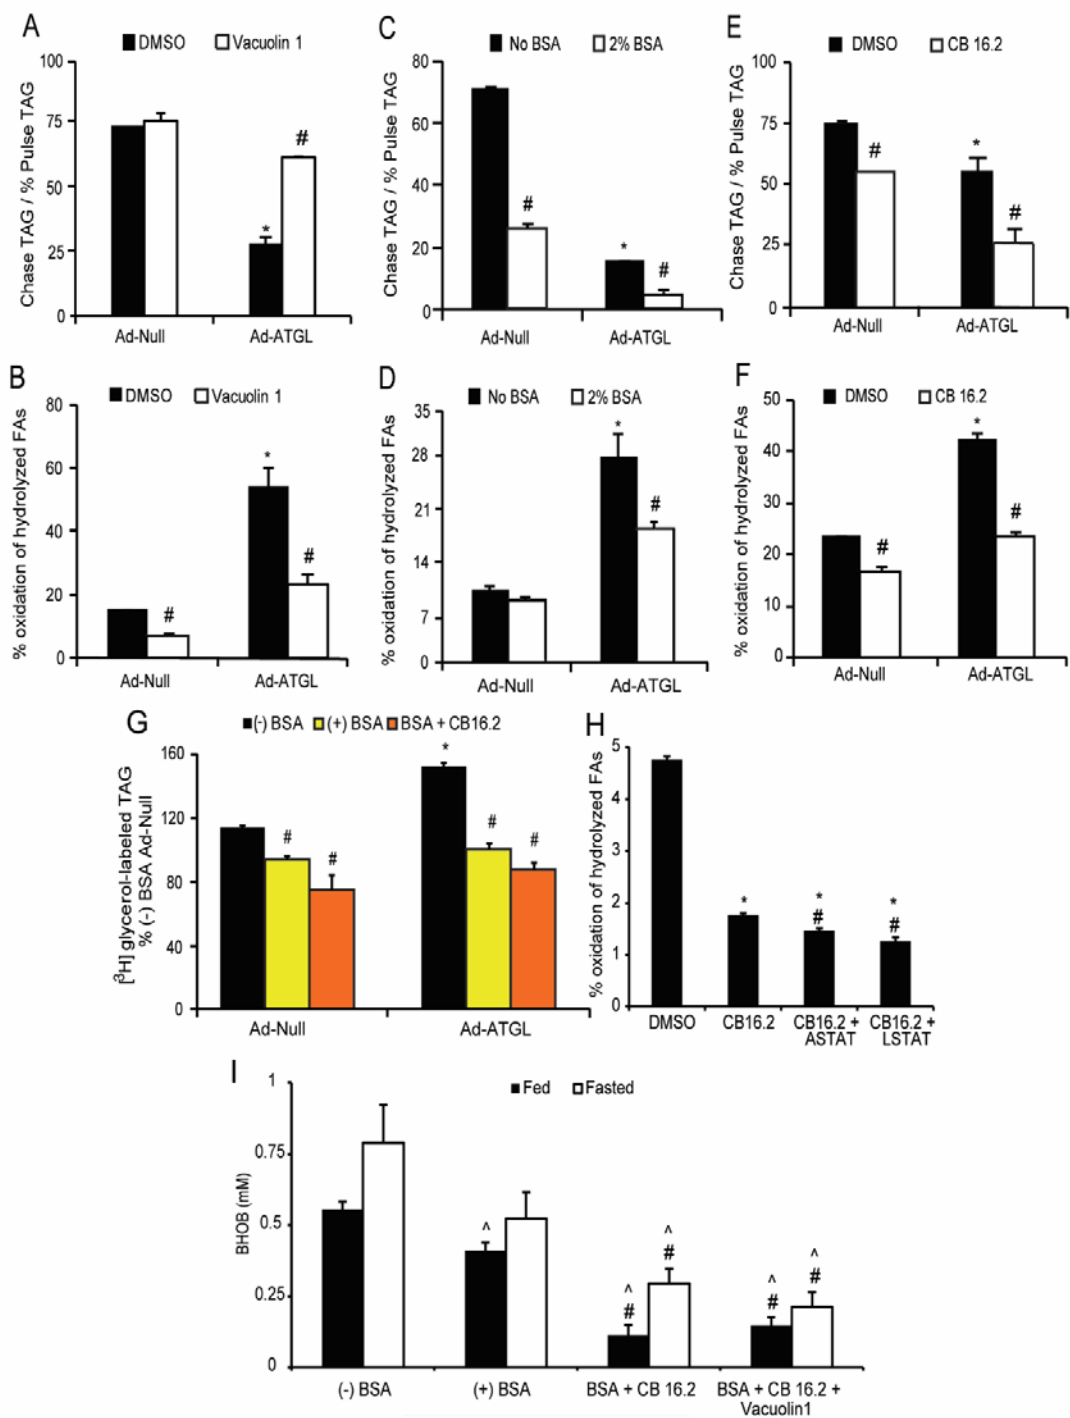 A
DMSO Vacuolin 1
Chase TAG / % Pulse TAG
100
75
50
25
0
*
#
Ad-Null Ad-ATGL
C
No BSA 2% BSA
Chase TAG / % Pulse TAG
80
60
40
20
0
#
*
#
Ad-Null Ad-ATGL
E
DMSO CB 16.2
Chase TAG / % Pulse TAG
100
75
50
25
0
#
*
#
Ad-Null Ad-ATGL
B
DMSO Vacuolin 1
% oxidation of hydrolyzed FAs
80
60
40
20
0
#
*
#
Ad-Null Ad-ATGL
D
No BSA 2% BSA
% oxidation of hydrolyzed FAs
35
28
21
14
7
0
*
#
Ad-Null Ad-ATGL
F
DMSO CB 16.2
% oxidation of hydrolyzed FAs
50
40
30
20
10
0
#
*
#
Ad-Null Ad-ATGL
G
(-) BSA (+) BSA BSA + CB16.2
[³H] glycerol-labeled TAG
% (-) BSA Ad-Null
160
120
80
40
0
#
#
*
#
#
Ad-Null Ad-ATGL
H
% oxidation of hydrolyzed FAs
5
4
3
2
1
0
*
*
#
*
#
DMSO CB16.2 CB16.2 + CB16.2 +
ASTAT LSTAT
I
Fed Fasted
BHOB (mM)
1
0.75
0.5
0.25
0
^
^
#
^
#
^
#
^
#
(-) BSA (+) BSA BSA + CB 16.2 BSA + CB 16.2 +
Vacuolin1